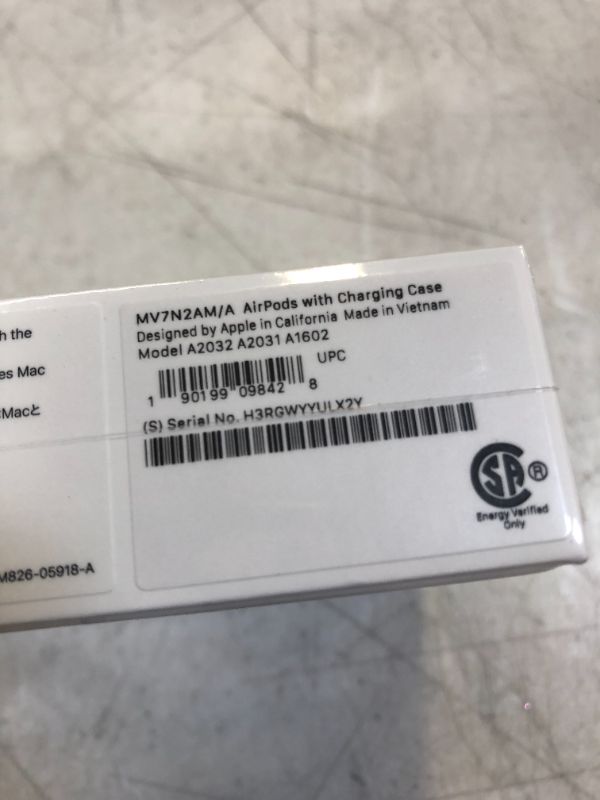 h the
es Mac
Macと
M826-05918-A
MV7N2AM/A AirPods with Charging Case
Designed by Apple in California Made in Vietnam
Model A2032 A2031 A1602
UPC
1 90199 09842 8
(S) Serial No. H3RGWYYULX2Y
SA ®
Energy Verified
Only